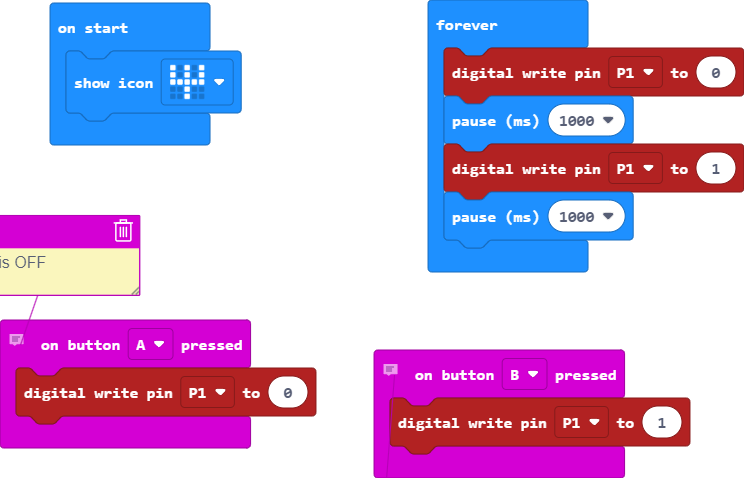 on start
show icon
forever
digital write pin P1 to 0
pause (ms) 1000
digital write pin P1 to 1
pause (ms) 1000
is OFF
on button A pressed
digital write pin P1 to 0
on button B pressed
digital write pin P1 to 1